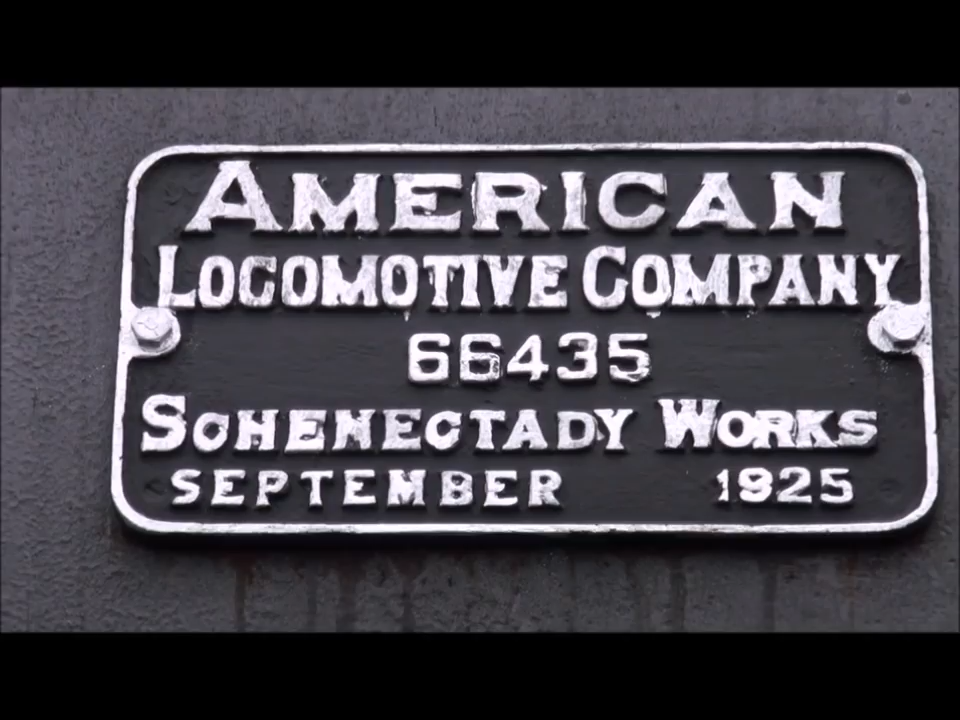 AMERICAN
LOCOMOTIVE COMPANY
66435
SCHENECTADY WORKS
SEPTEMBER 1925